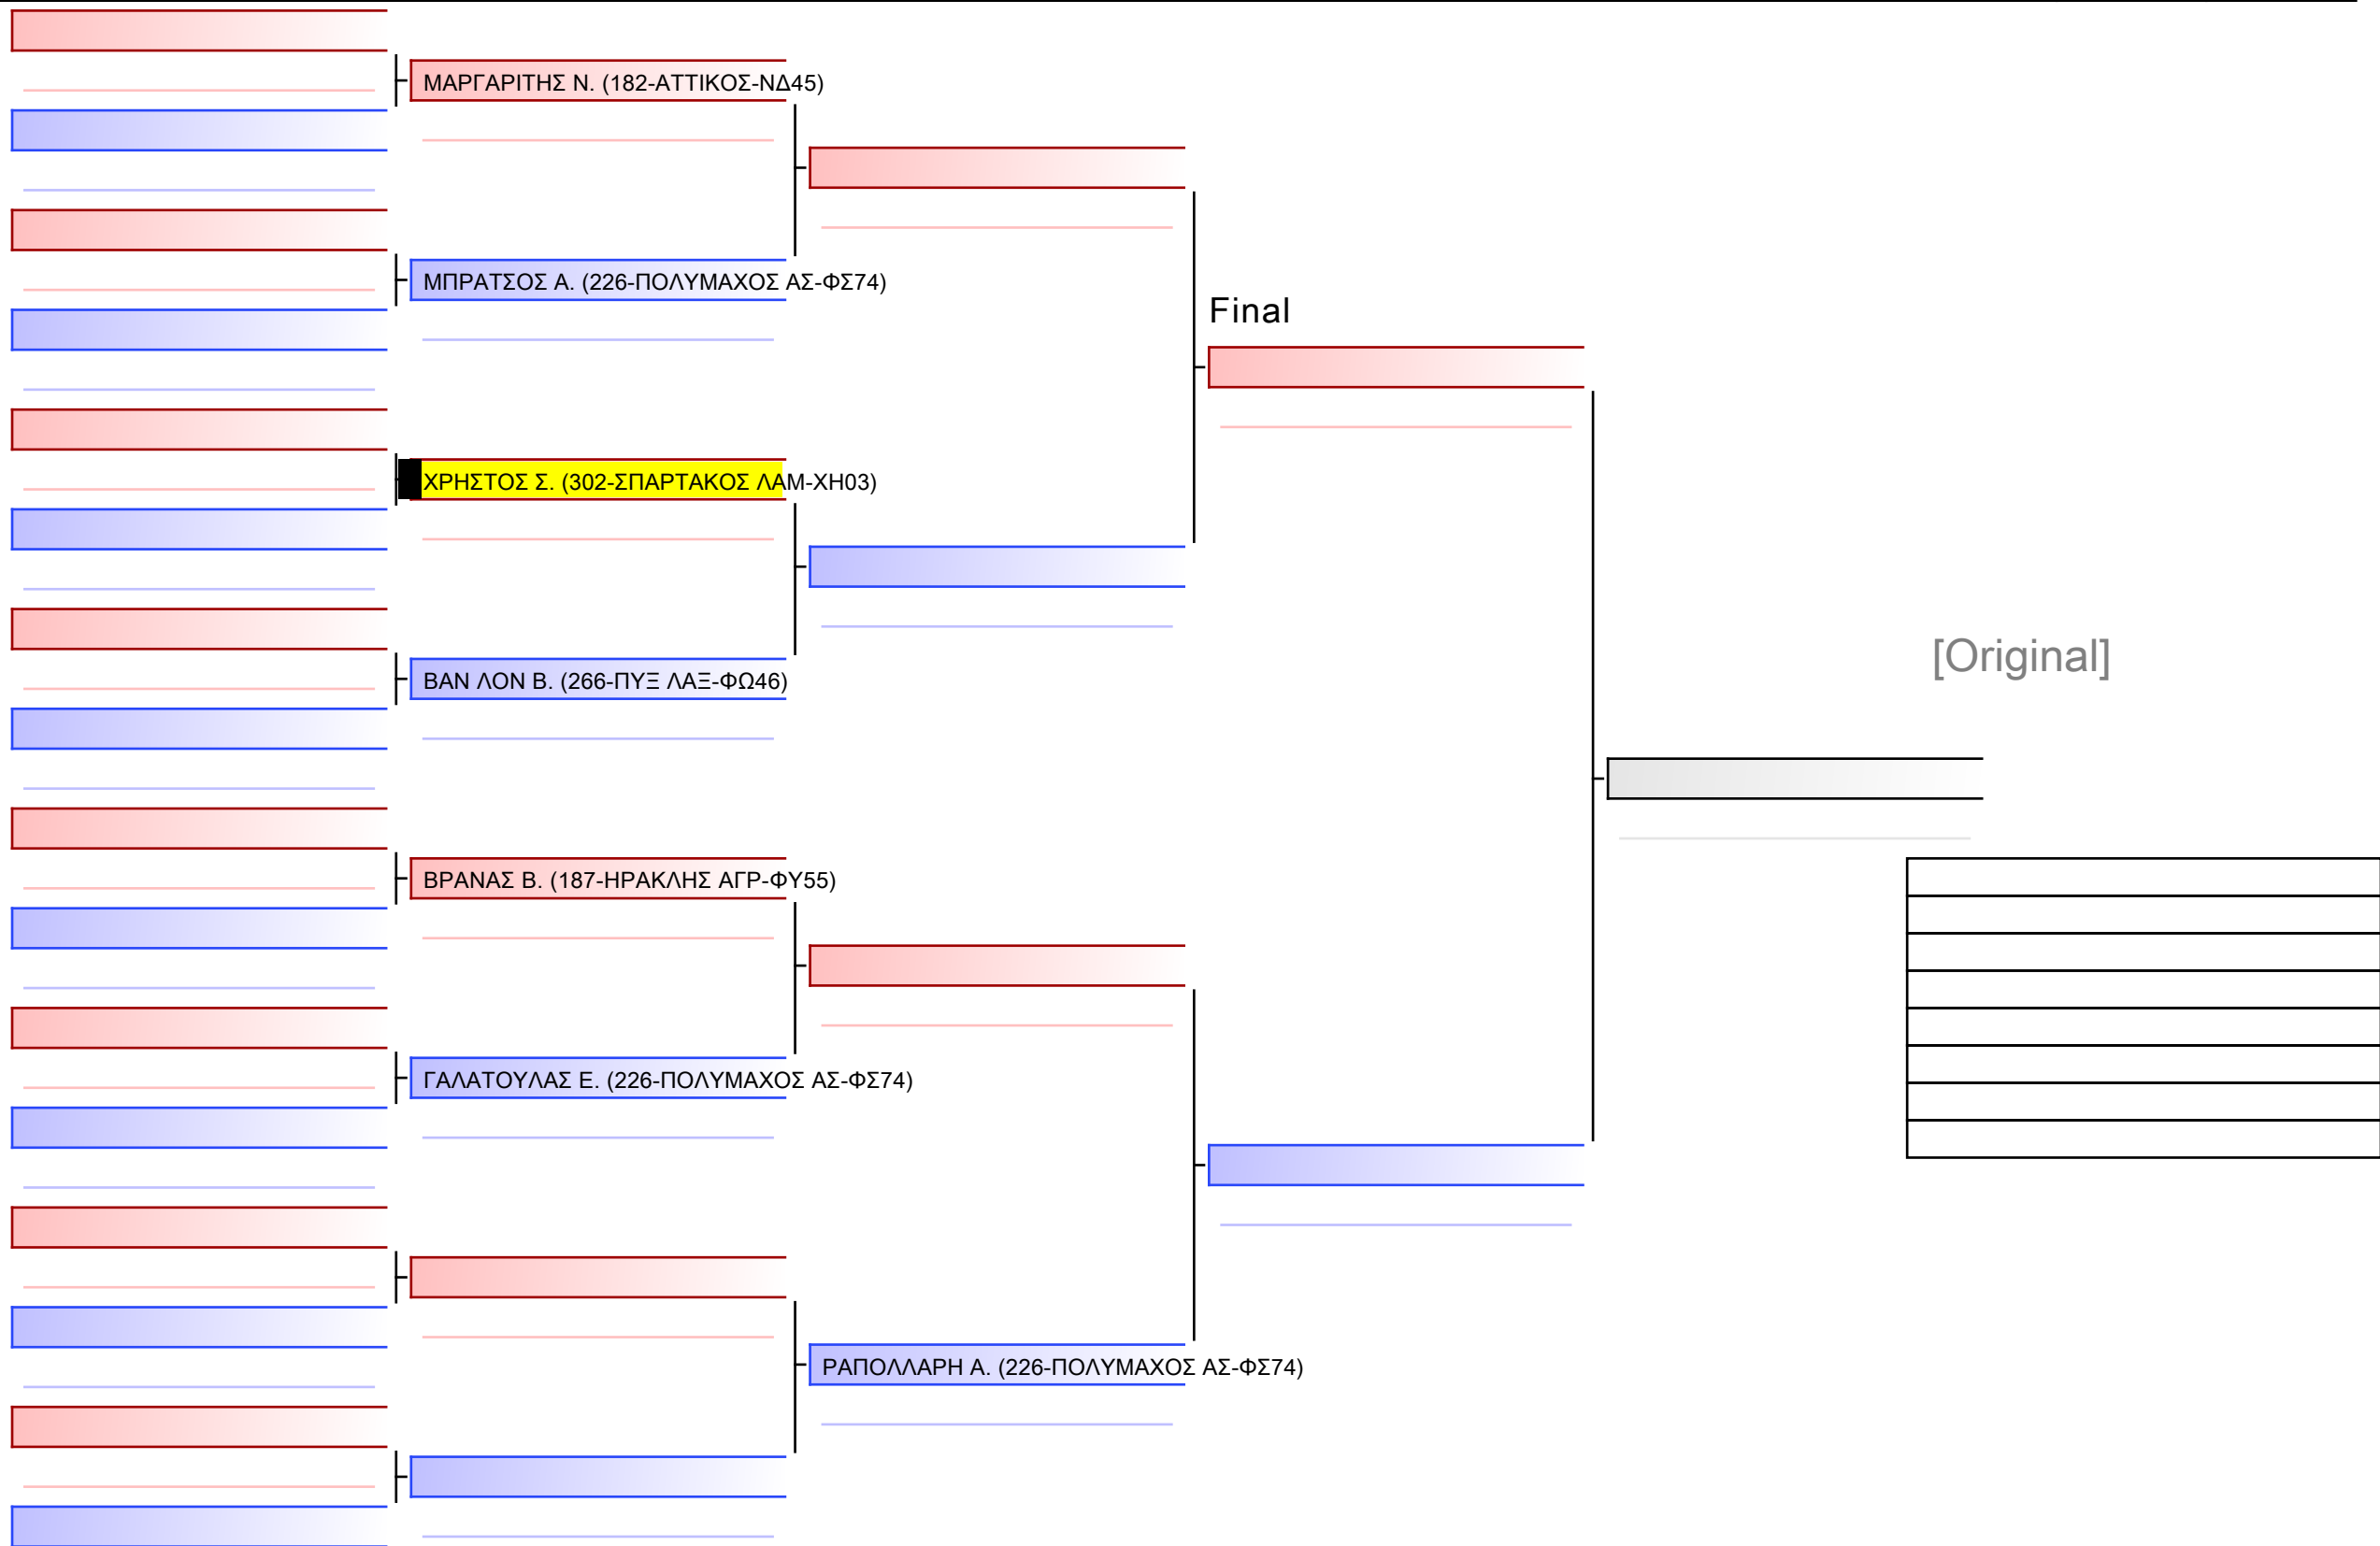 ΜΑΡΓΑΡΙΤΗΣ Ν. (182-ΑΤΤΙΚΟΣ-ΝΔ45)
ΜΠΡΑΤΣΟΣ Α. (226-ΠΟΛΥΜΑΧΟΣ ΑΣ-ΦΣ74)
Final
ΧΡΗΣΤΟΣ Σ. (302-ΣΠΑΡΤΑΚΟΣ ΛΑΜ-ΧΗ03)
[Original]
ΒΑΝ ΛΟΝ Β. (266-ΠΥΞ ΛΑΞ-ΦΩ46)
ΒΡΑΝΑΣ Β. (187-ΗΡΑΚΛΗΣ ΑΓΡ-ΦΥ55)
ΓΑΛΑΤΟΥΛΑΣ Ε. (226-ΠΟΛΥΜΑΧΟΣ ΑΣ-ΦΣ74)
ΡΑΠΟΛΛΑΡΗ Α. (226-ΠΟΛΥΜΑΧΟΣ ΑΣ-ΦΣ74)